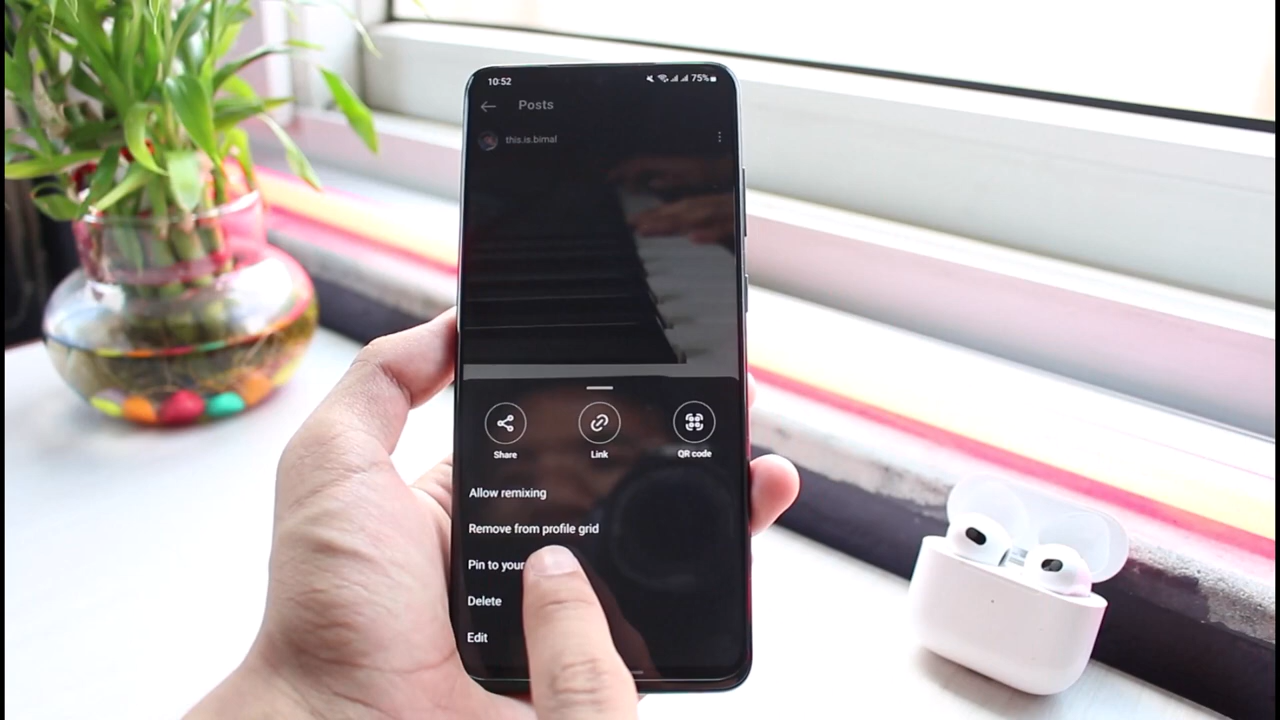 10:52 75%
Posts
this.is.bimal
Share Link QR code
Allow remixing
Remove from profile grid
Pin to your
Delete
Edit